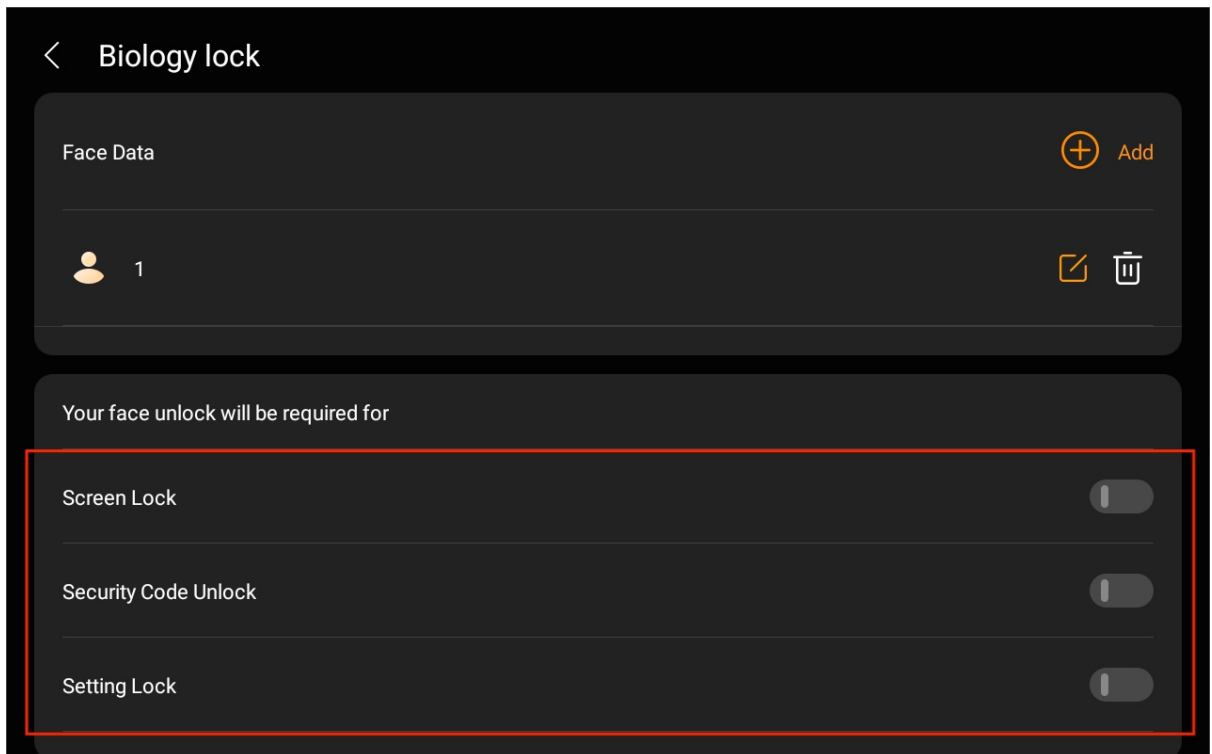 Biology lock
Face Data
Add
1
Your face unlock will be required for
Screen Lock
Security Code Unlock
Setting Lock